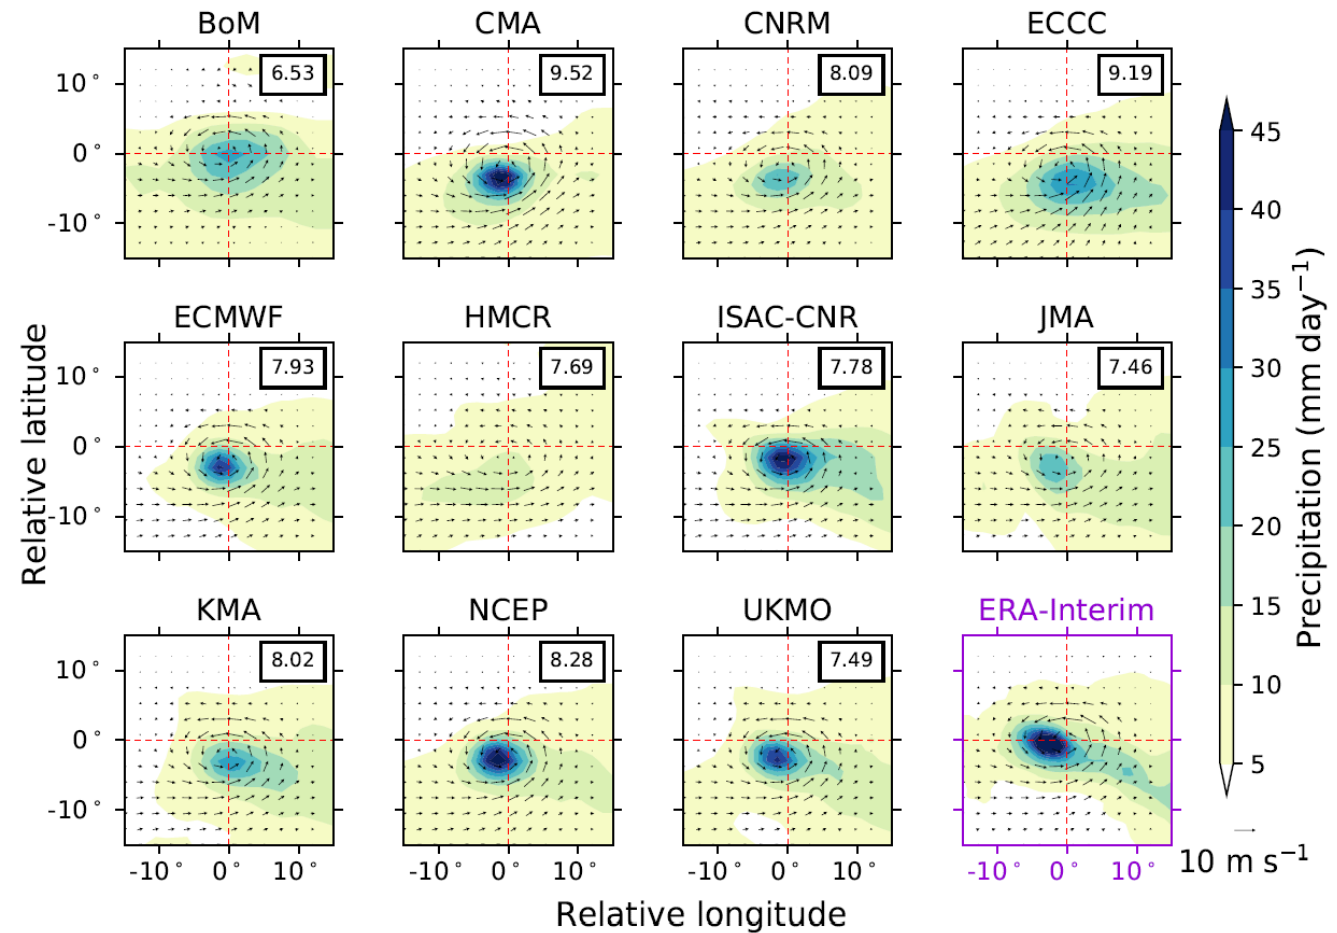 BoM CMA CNRM ECCC
6.53 9.52 8.09 9.19
10°
0°
-10°
ECMWF HMCR ISAC-CNR JMA
7.93 7.69 7.78 7.46
10°
0°
-10°
KMA NCEP UKMO ERA-Interim
8.02 8.28 7.49
10°
0°
-10°
-10° 0° 10° -10° 0° 10° -10° 0° 10° -10° 0° 10°
Relative longitude
Relative latitude
45
40
35
30
25
20
15
10
5
Precipitation (mm day⁻¹)
10 m s⁻¹